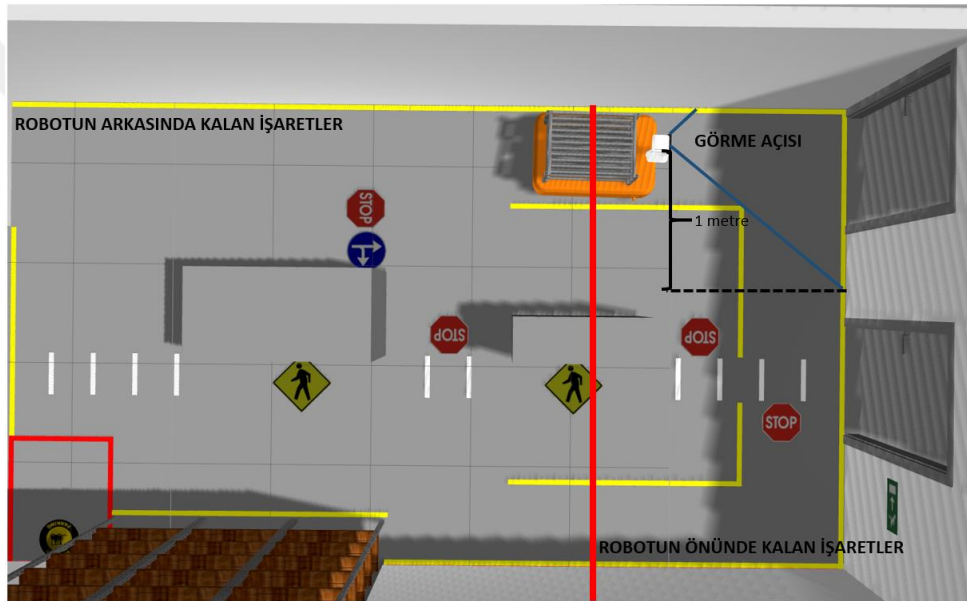 ROBOTUN ARKASINDA KALAN İŞARETLER
GÖRME AÇISI
STOP
1 metre
STOP
STOP
STOP
ROBOTUN ÖNÜNDE KALAN İŞARETLER